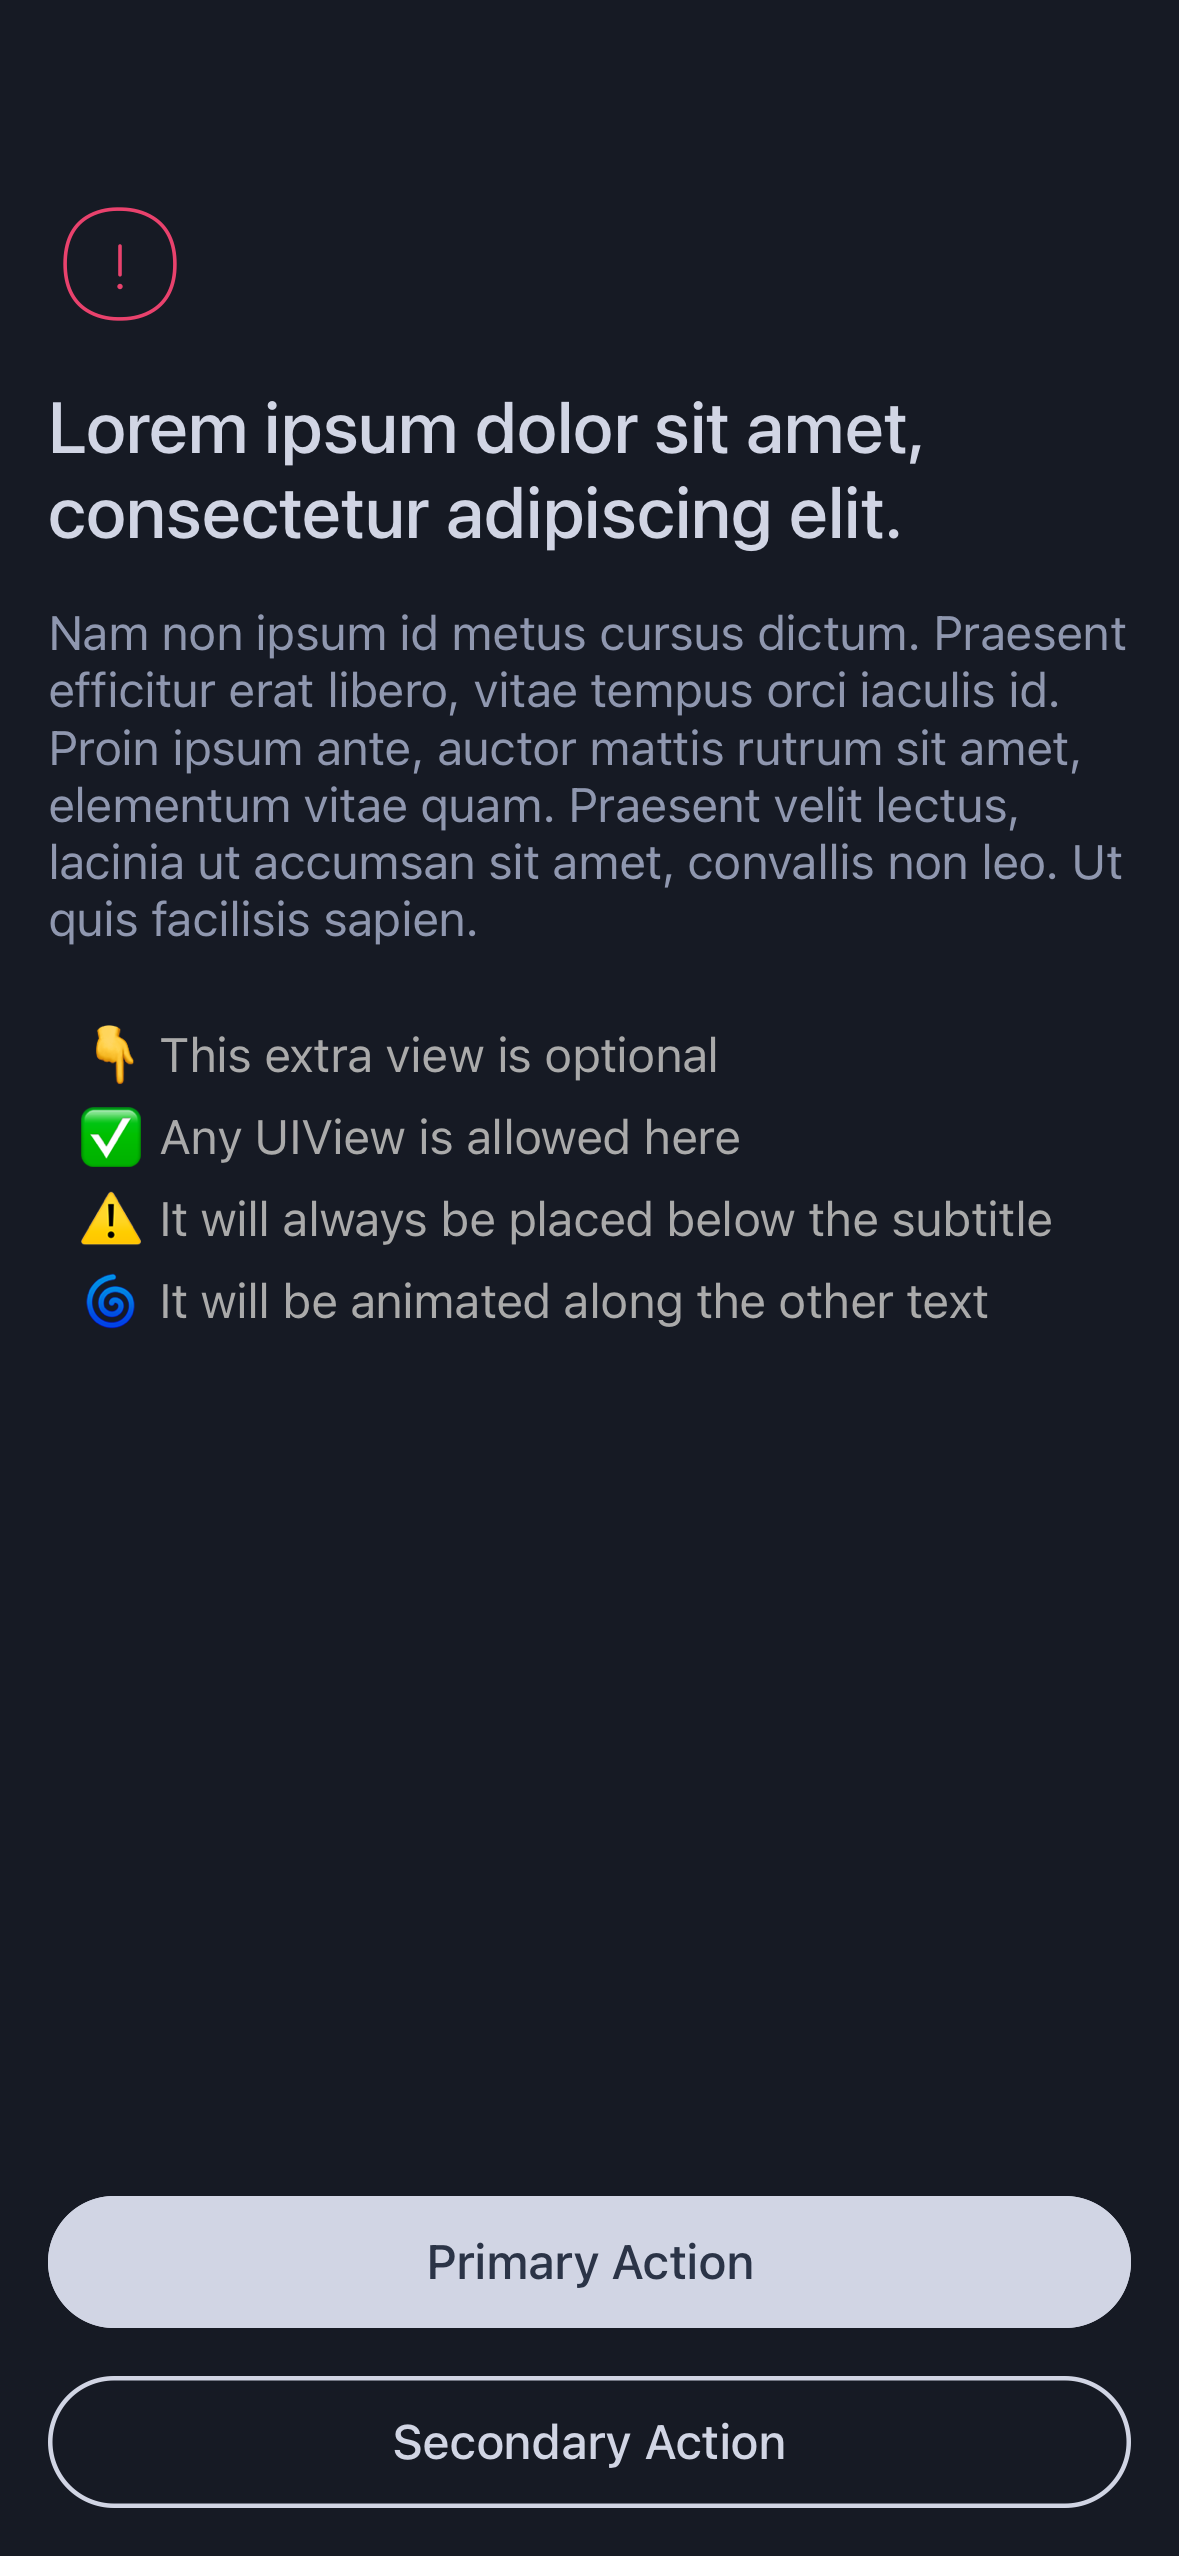 Lorem ipsum dolor sit amet,
consectetur adipiscing elit.
Nam non ipsum id metus cursus dictum. Praesent
efficitur erat libero, vitae tempus orci iaculis id.
Proin ipsum ante, auctor mattis rutrum sit amet,
elementum vitae quam. Praesent velit lectus,
lacinia ut accumsan sit amet, convallis non leo. Ut
quis facilisis sapien.
👇 This extra view is optional
✅ Any UIView is allowed here
⚠️ It will always be placed below the subtitle
🌀 It will be animated along the other text
Primary Action
Secondary Action